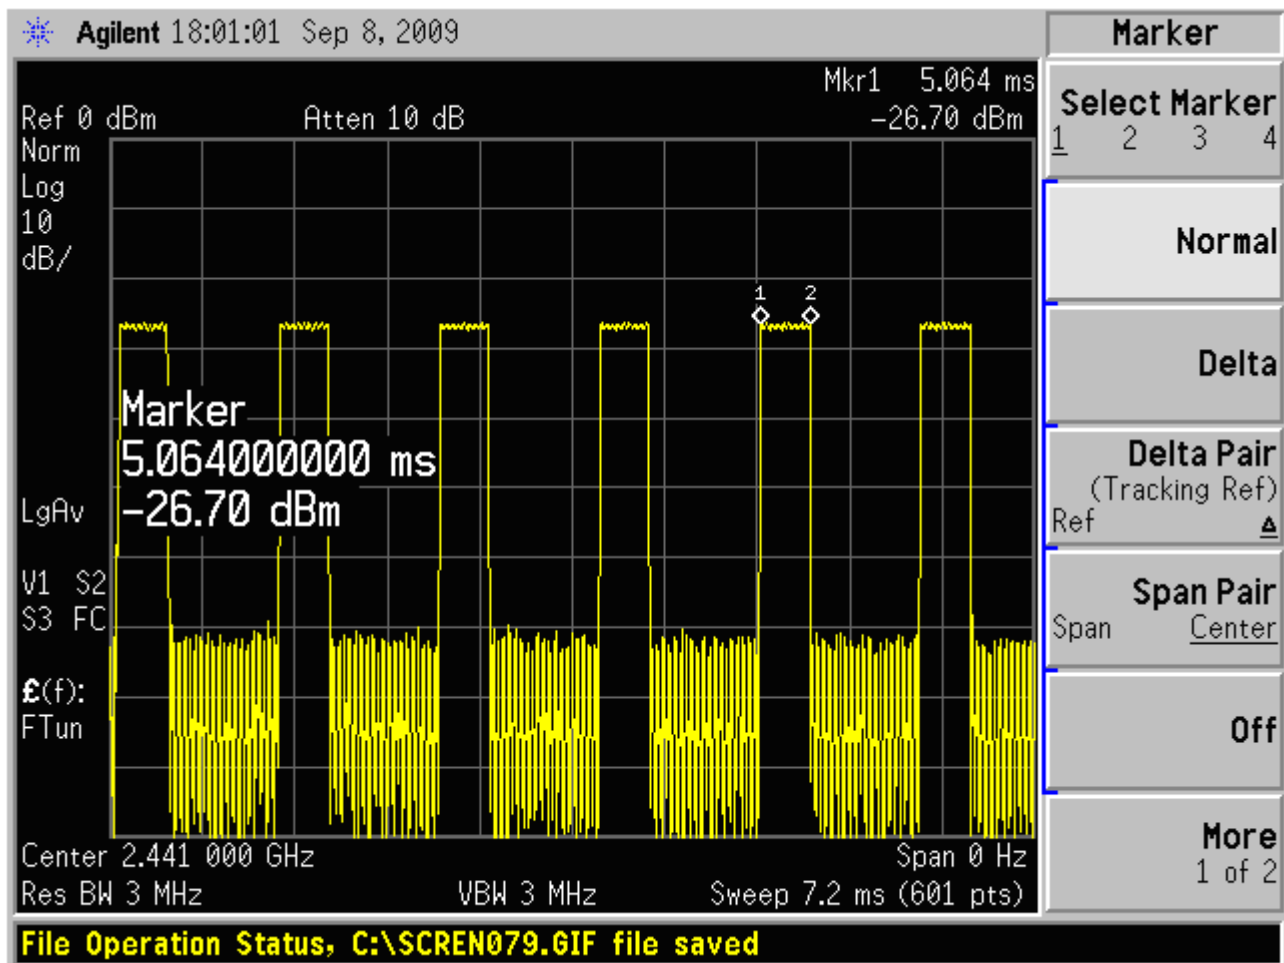 Agilent 18:01:01 Sep 8, 2009
Mkr1 5.064 ms
Ref 0 dBm Atten 10 dB -26.70 dBm
Norm
Log
10
dB/
1 2
Marker
5.064000000 ms
-26.70 dBm
LgAv
V1 S2
S3 FC
£(f):
FTun
Center 2.441 000 GHz Span 0 Hz
Res BW 3 MHz VBW 3 MHz Sweep 7.2 ms (601 pts)
File Operation Status, C:\SCREN079.GIF file saved
Marker
Select Marker
1 2 3 4
Normal
Delta
Delta Pair
(Tracking Ref)
Ref Δ
Span Pair
Span Center
Off
More
1 of 2